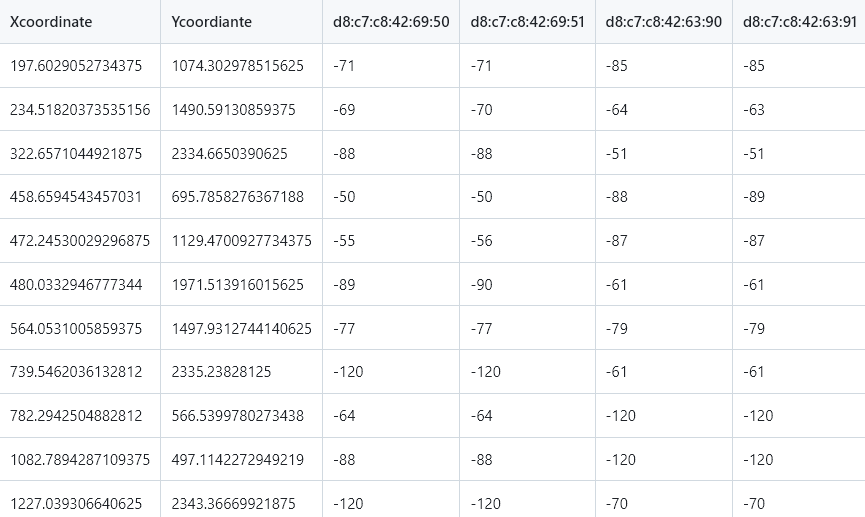 Xcoordinate Ycoordiante d8:c7:c8:42:69:50 d8:c7:c8:42:69:51 d8:c7:c8:42:63:90 d8:c7:c8:42:63:91
197.6029052734375 1074.302978515625 -71 -71 -85 -85
234.51820373535156 1490.59130859375 -69 -70 -64 -63
322.6571044921875 2334.6650390625 -88 -88 -51 -51
458.6594543457031 695.7858276367188 -50 -50 -88 -89
472.24530029296875 1129.4700927734375 -55 -56 -87 -87
480.0332946777344 1971.513916015625 -89 -90 -61 -61
564.0531005859375 1497.9312744140625 -77 -77 -79 -79
739.5462036132812 2335.23828125 -120 -120 -61 -61
782.2942504882812 566.5399780273438 -64 -64 -120 -120
1082.7894287109375 497.1142272949219 -88 -88 -120 -120
1227.039306640625 2343.36669921875 -120 -120 -70 -70